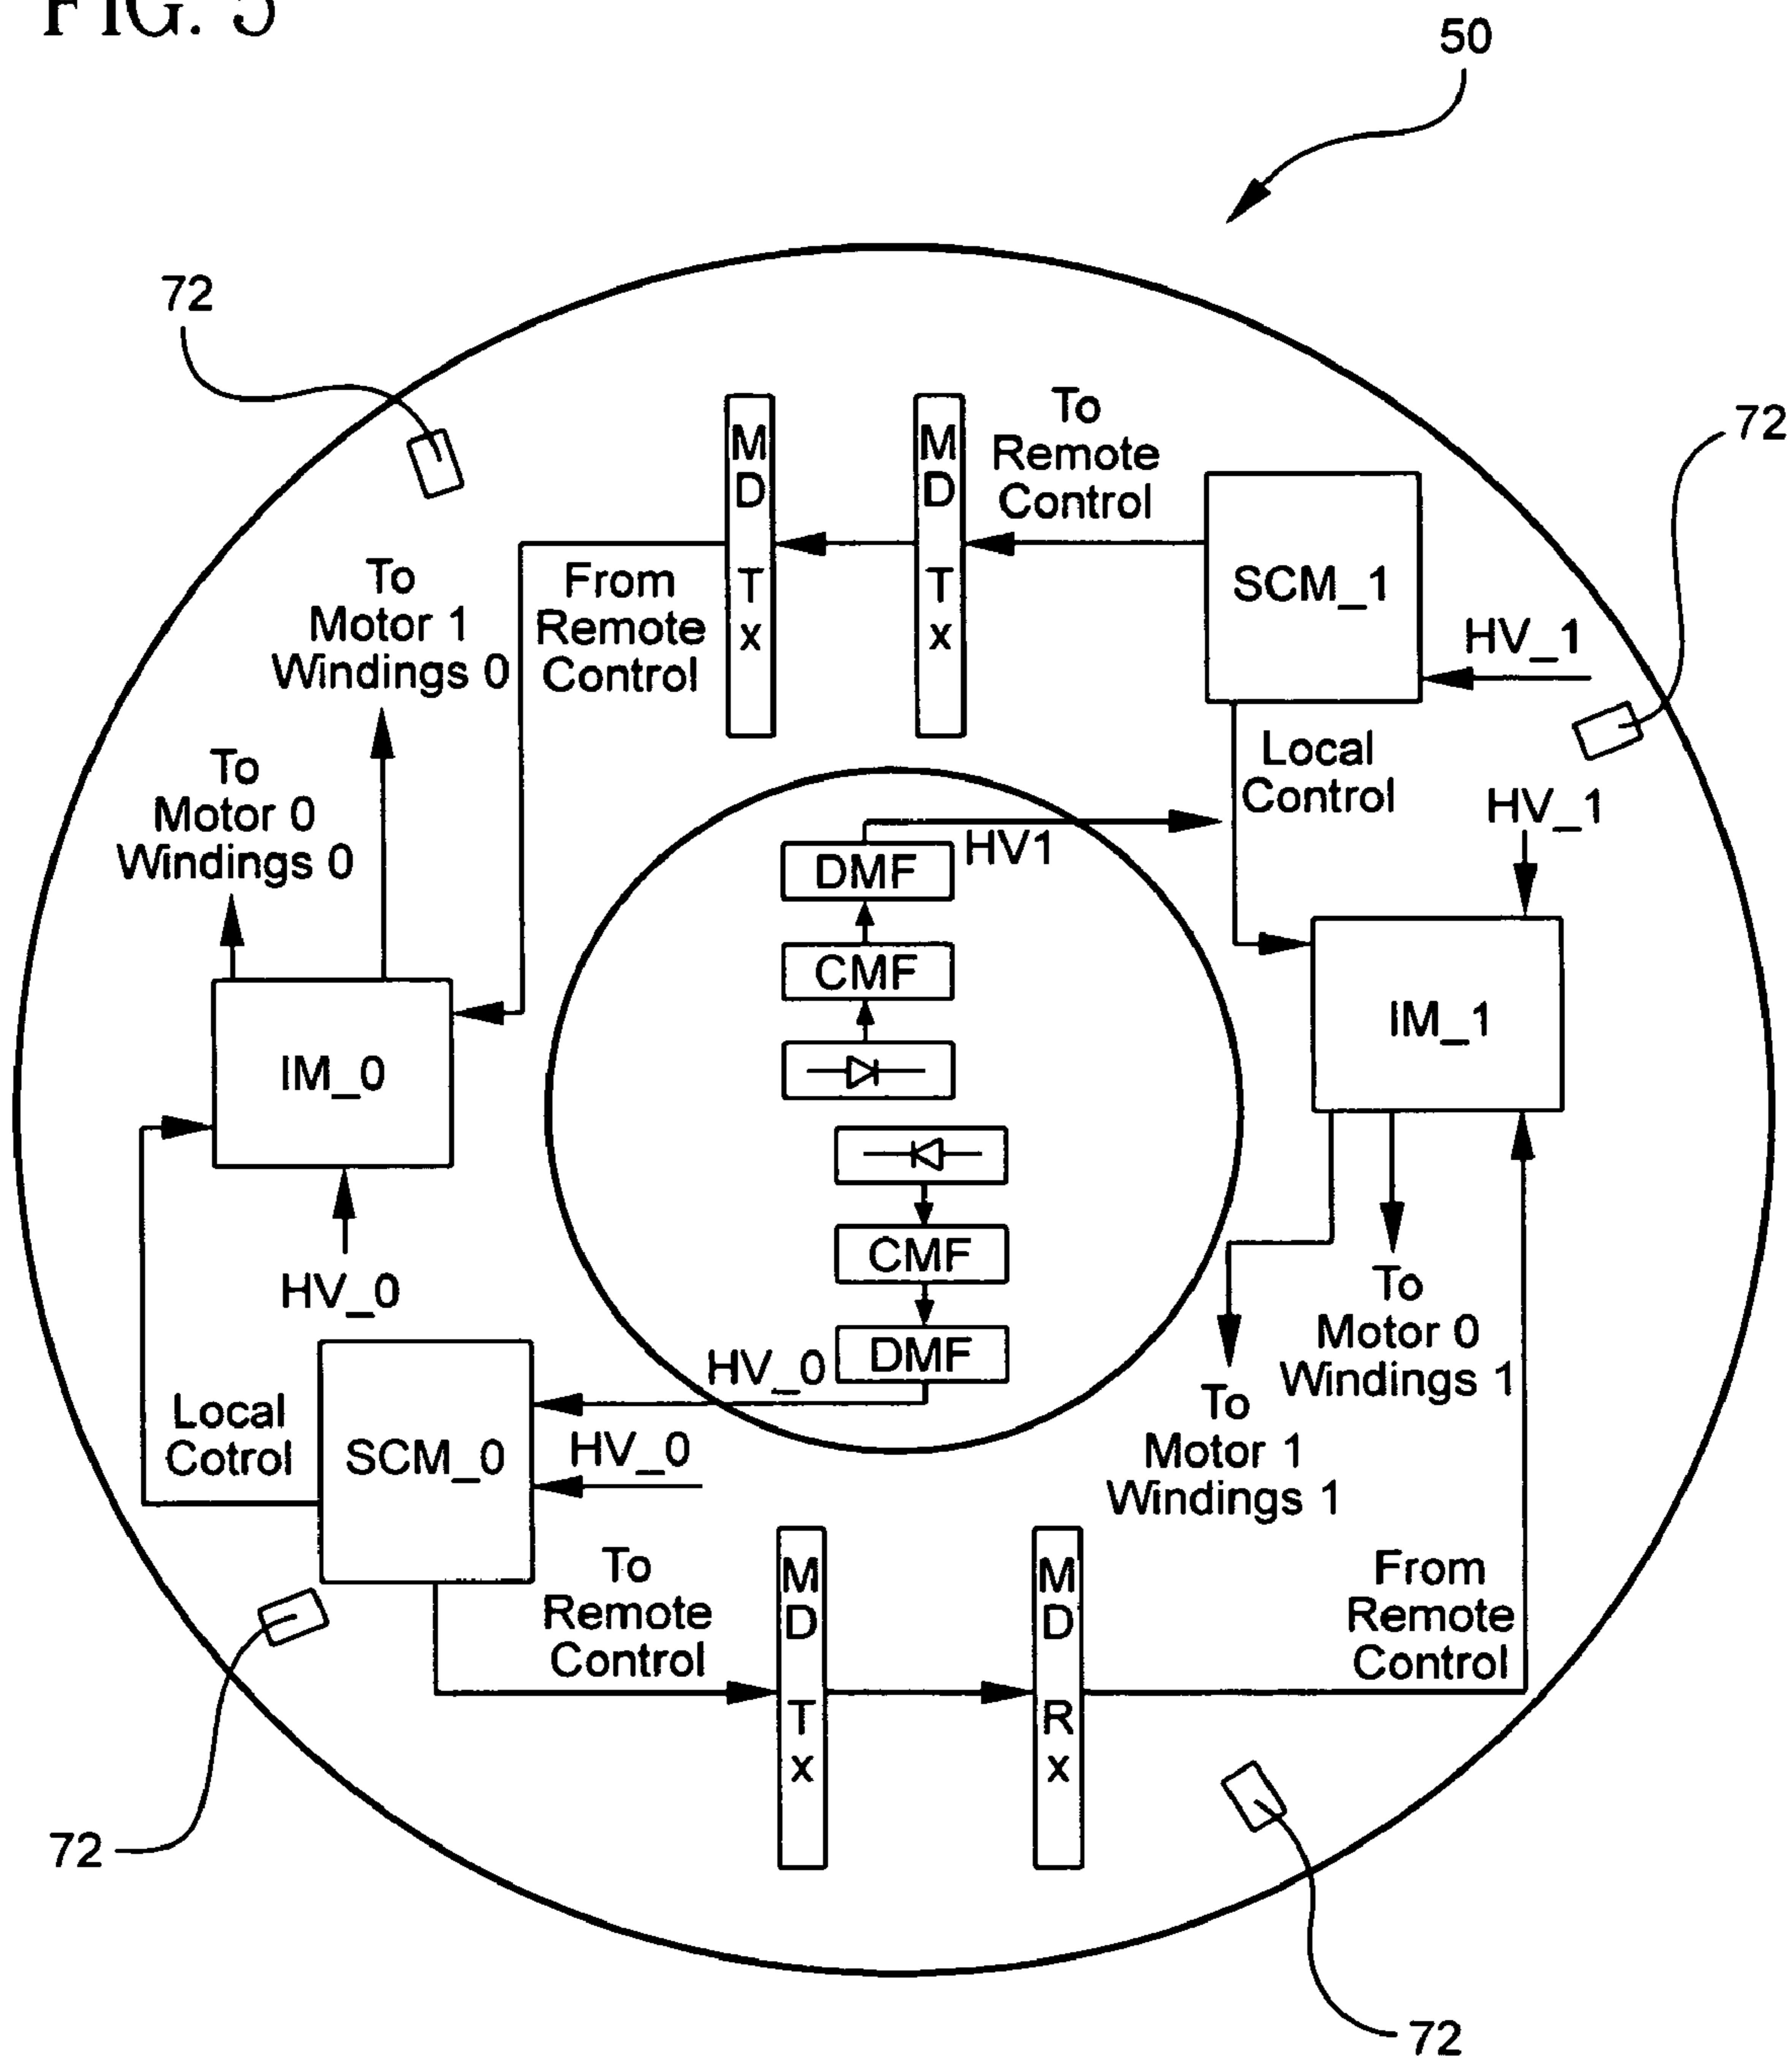 FIG. 5
50
72
72
To
Remote
Control
M
D
T
x
M
D
T
x
SCM_1
HV_1
From
Remote
Control
To
Motor 1
Windings 0
To
Motor 0
Windings 0
Local
Control
HV_1
HV1
DMF
CMF
IM_0
IM_1
HV_0
CMF
DMF
HV_0
To
Motor 0
Windings 1
To
Motor 1
Windings 1
Local
Cotrol
SCM_0
HV_0
To
Remote
Control
M
D
T
x
M
D
R
x
From
Remote
Control
72
72